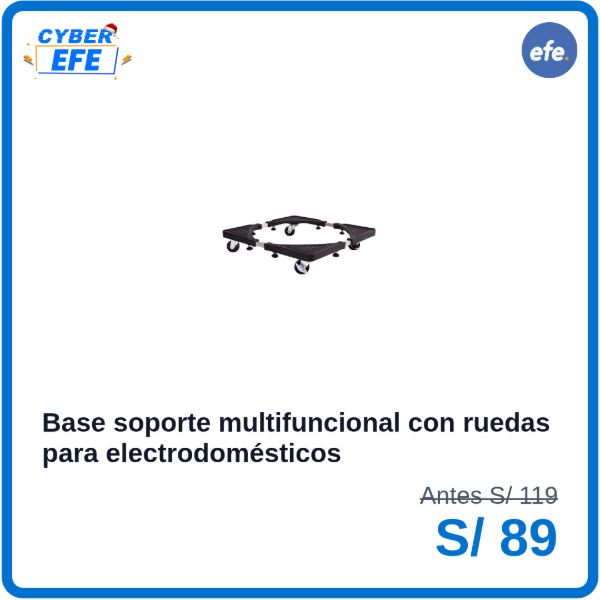 CYBER
EFE
efe.
Base soporte multifuncional con ruedas
para electrodomésticos
Antes S/ 119
S/ 89